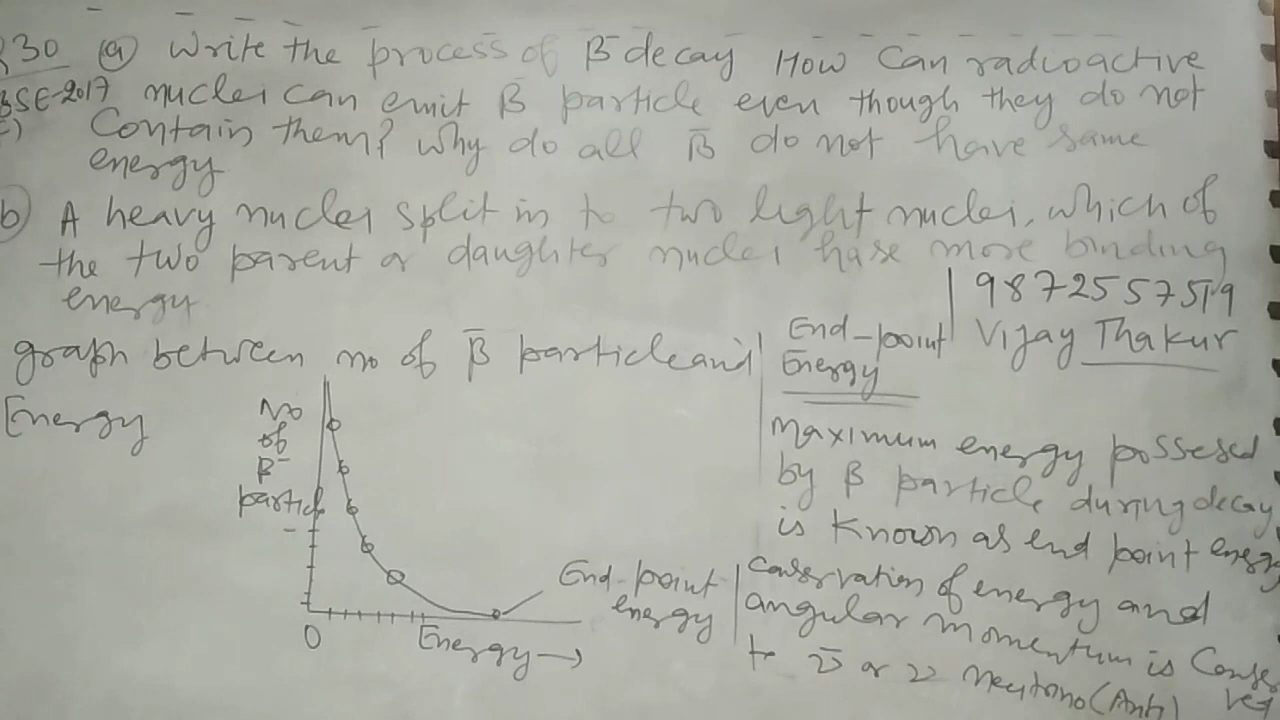 30 (a) Write the process of β̄ decay How Can radioactive
BSE-2017 nuclei can emit β particle even though they do not
Contain them? Why do all β̄ do not have same
energy
(b) A heavy nuclei split in to two light nuclei, which of
the two parent or daughter nuclei have more binding
energy
9872557519
Vijay Thakur
graph between no of β̄ particle and
Energy
No
of
β⁻
particle
0
Energy →
End-point
energy
End-point
Energy
Maximum energy possesed
by β particle during decay
is Known as end point energy
Conservation of energy and
angular momentum is
to ν̄ or ν neutrino (Anti)